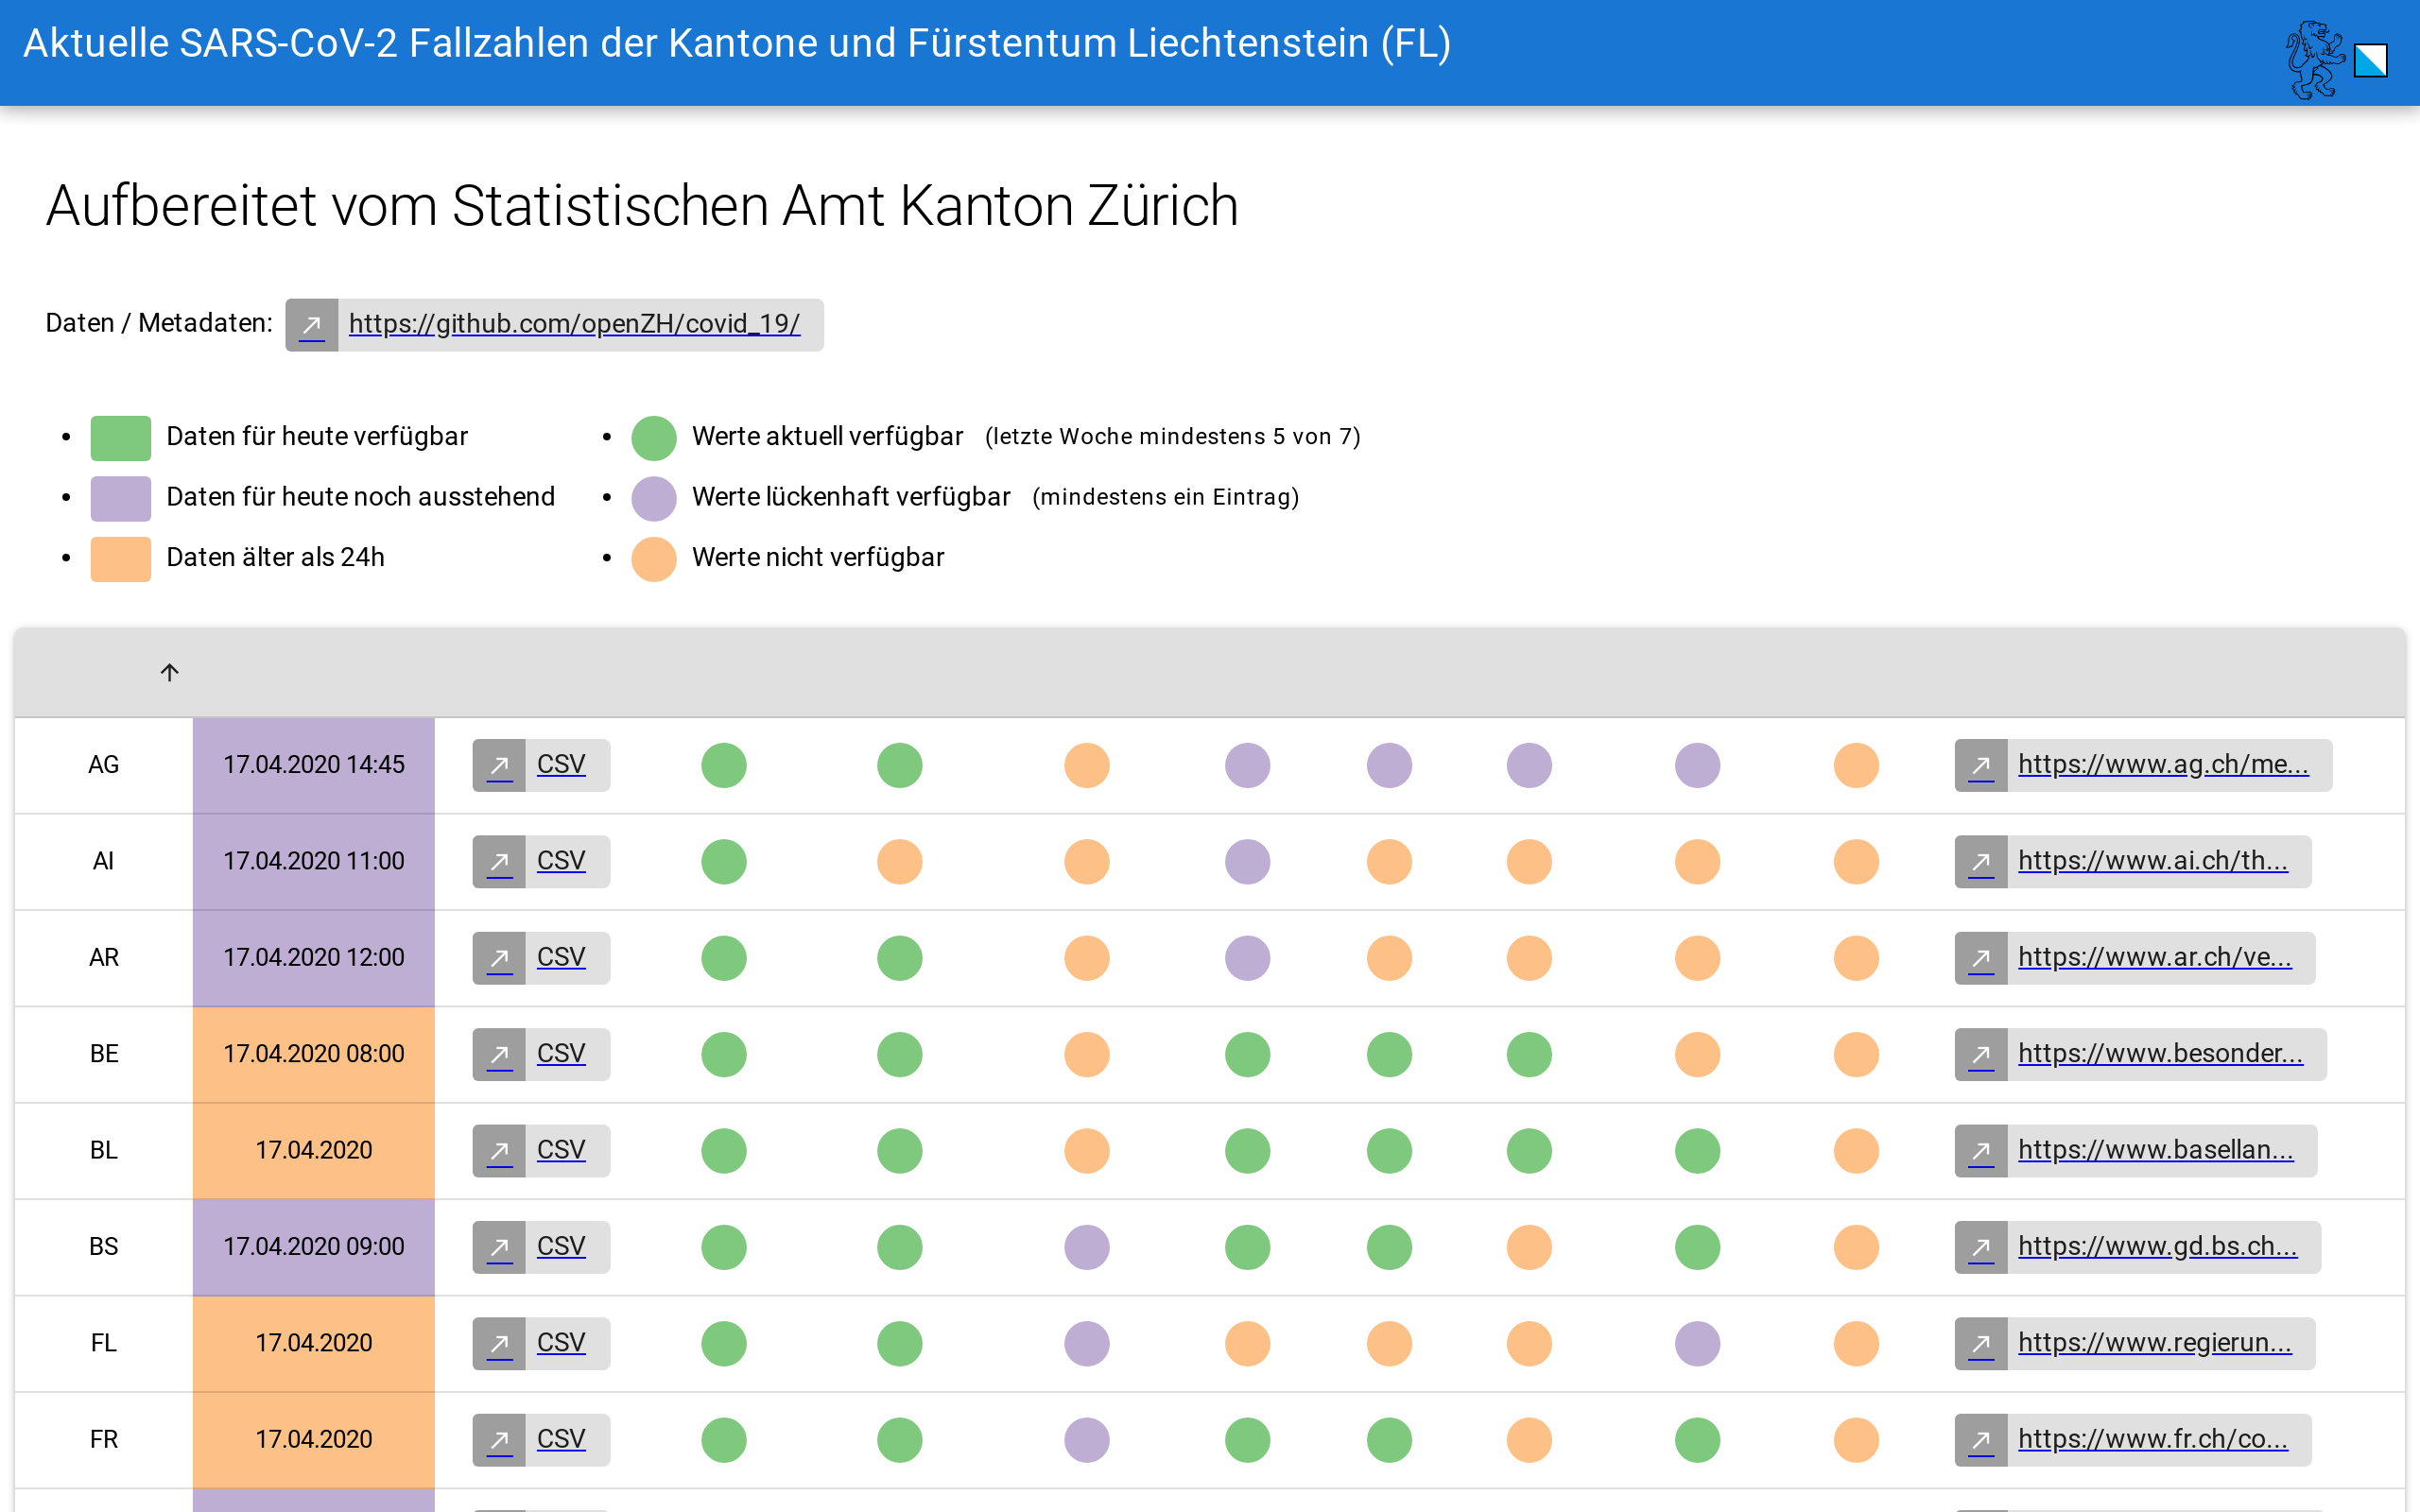 Aktuelle SARS-CoV-2 Fallzahlen der Kantone und Fürstentum Liechtenstein (FL)
Aufbereitet vom Statistischen Amt Kanton Zürich
Daten / Metadaten: https://github.com/openZH/covid_19/
Daten für heute verfügbar
Daten für heute noch ausstehend
Daten älter als 24h
Werte aktuell verfügbar (letzte Woche mindestens 5 von 7)
Werte lückenhaft verfügbar (mindestens ein Eintrag)
Werte nicht verfügbar
AG 17.04.2020 14:45 CSV https://www.ag.ch/me...
AI 17.04.2020 11:00 CSV https://www.ai.ch/th...
AR 17.04.2020 12:00 CSV https://www.ar.ch/ve...
BE 17.04.2020 08:00 CSV https://www.besonder...
BL 17.04.2020 CSV https://www.basellan...
BS 17.04.2020 09:00 CSV https://www.gd.bs.ch...
FL 17.04.2020 CSV https://www.regierun...
FR 17.04.2020 CSV https://www.fr.ch/co...